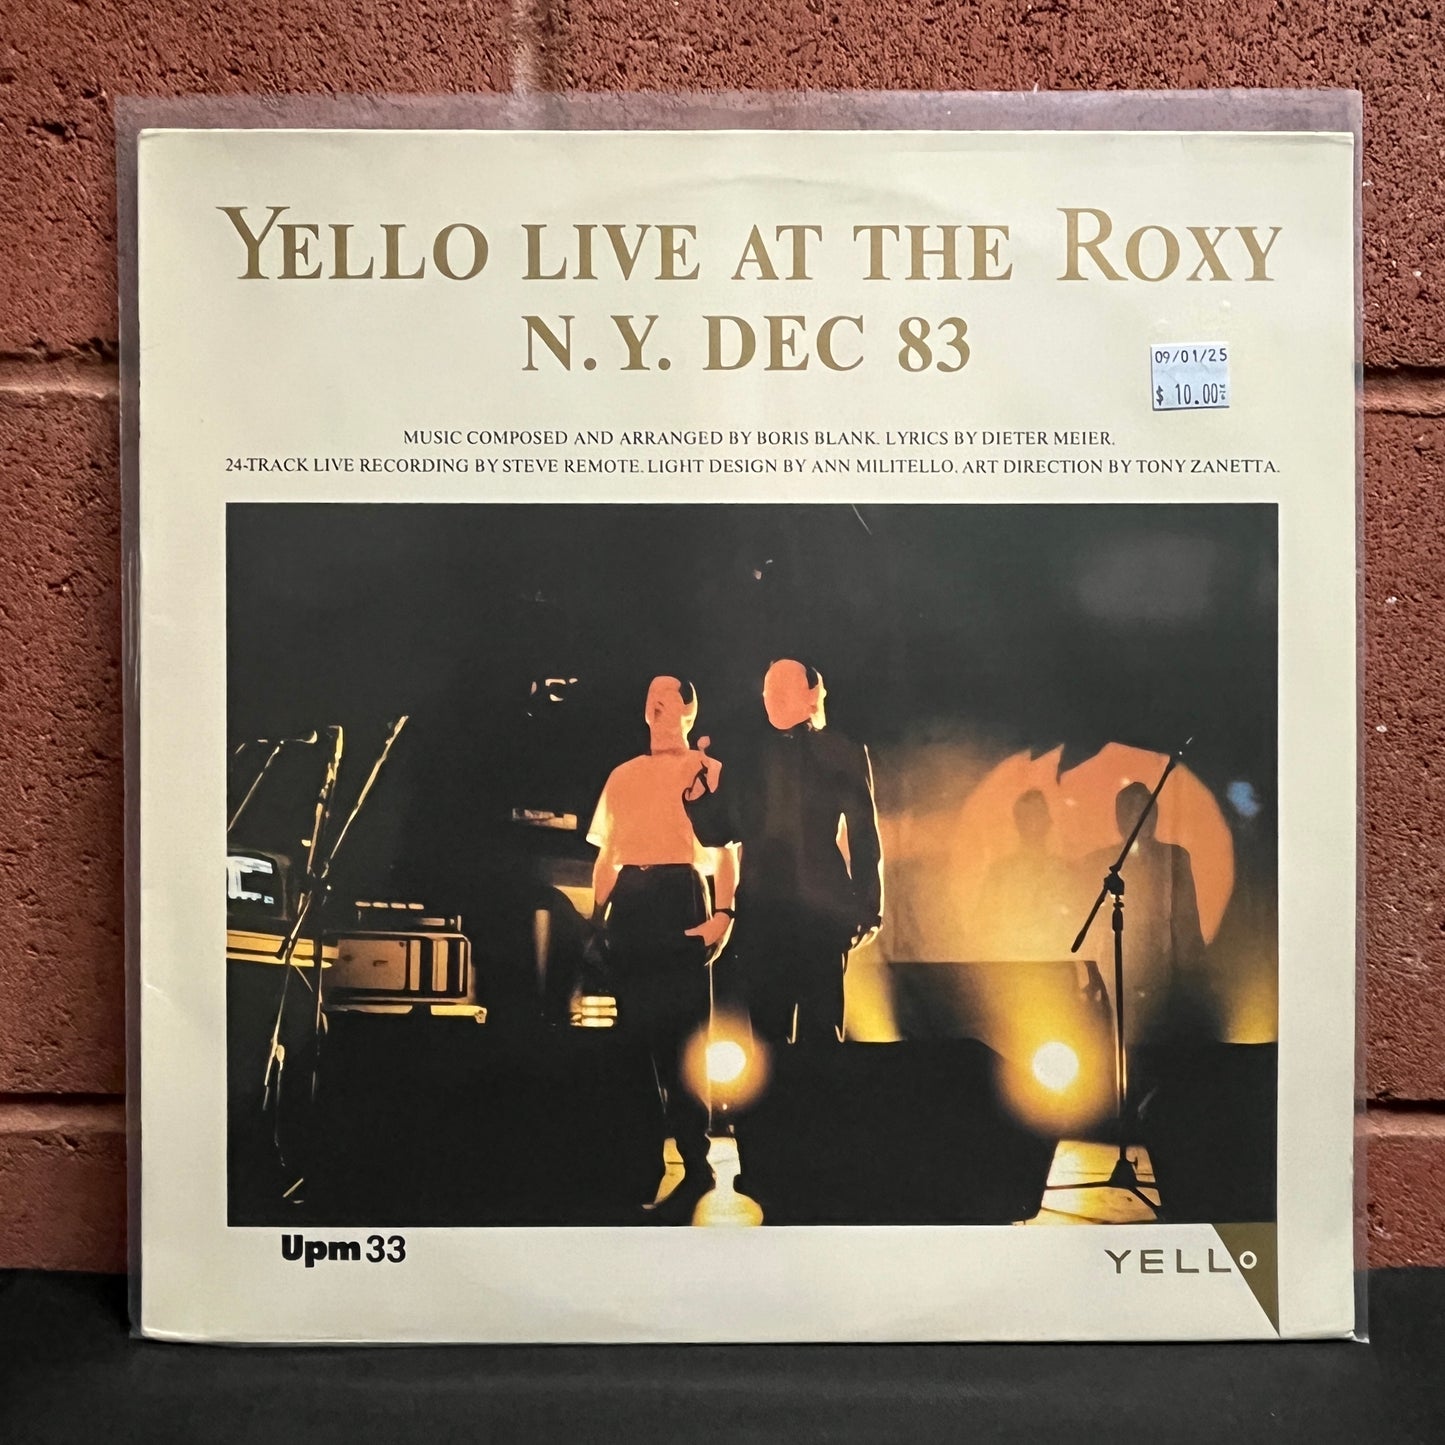 YELLO LIVE AT THE ROXY
N.Y. DEC 83
09/01/25
$ 10.00
MUSIC COMPOSED AND ARRANGED BY BORIS BLANK. LYRICS BY DIETER MEIER.
24-TRACK LIVE RECORDING BY STEVE REMOTE. LIGHT DESIGN BY ANN MILITELLO. ART DIRECTION BY TONY ZANETTA.
Upm 33
YELLO